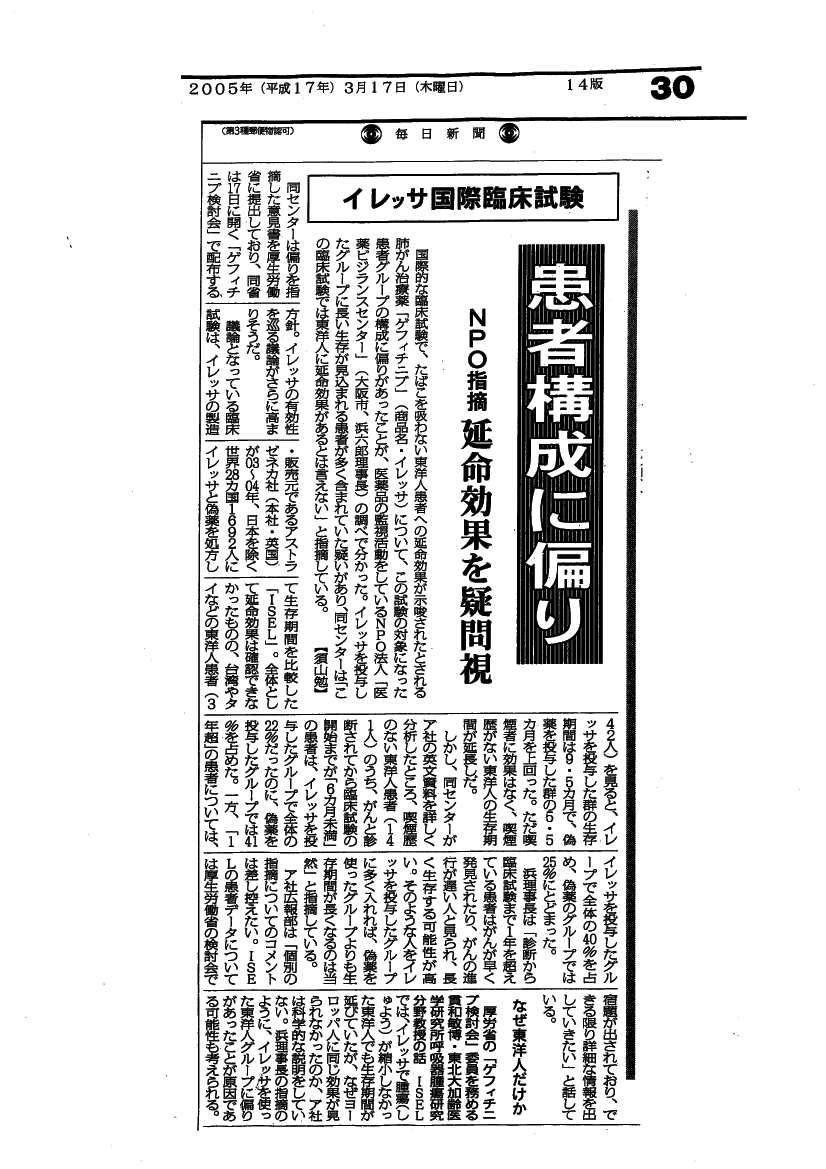 2005年(平成17年)3月17日(木曜日)
14版
30
(第3種郵便物認可)
毎日新聞
イレッサ国際臨床試験
患者構成に偏り
NPO指摘
延命効果を疑問視
国際的な臨床試験で、たばこを吸わない東洋人患者への延命効果が示唆されたとされる
肺がん治療薬「ゲフィチニブ」(商品名・イレッサ)について、この試験の対象になった
患者グループの構成に偏りがあったことが、医薬品の監視活動をしているNPO法人「医
薬ビジランスセンター」(大阪市、浜六郎理事長)の調べで分かった。イレッサを投与し
たグループに長い生存が見込まれる患者が多く含まれていた疑いがあり、同センターは「こ
の臨床試験では東洋人に延命効果があるとは言えない」と指摘している。【須山勉】
同センターは偏りを指
摘した意見書を厚生労働
省に提出しており、同省
は17日に開く「ゲフィチ
ニブ検討会」で配布する
方針。イレッサの有効性
を巡る議論がさらに高ま
りそうだ。
議論となっている臨床
試験は、イレッサの製造
・販売元であるアストラ
ゼネカ社(本社・英国)
が03〜04年、日本を除く
世界28カ国1692人に
イレッサと偽薬を処方し
て生存期間を比較した
「ISEL」。全体とし
て延命効果は確認できな
かったものの、台湾やタ
イなどの東洋人患者(3
42人)を見ると、イレ
ッサを投与した群の生存
期間は9・5カ月で、偽
薬を投与した群の5・5
カ月を上回った。ただ喫
煙者に効果はなく、喫煙
歴がない東洋人の生存期
間が延長した。
しかし、同センターが
ア社の英文資料を詳しく
分析したところ、喫煙歴
のない東洋人患者(14
1人)のうち、がんと診
断されてから臨床試験の
開始までが「6カ月未満」
の患者は、イレッサを投
与したグループで全体の
22%だったのに、偽薬を
投与したグループでは41
%を占めた。一方、「1
年超」の患者については、
イレッサを投与したグル
ープで全体の40%を占
め、偽薬のグループでは
25%にとどまった。
浜理事長は「診断から
臨床試験まで1年を超え
ている患者はがんが早く
発見されたり、がんの進
行が遅い人と見られ、長
く生存する可能性が高
い。そのような人をイレ
ッサを投与したグループ
に多く入れれば、偽薬を
使ったグループよりも生
存期間が長くなるのは当
然」と指摘している。
ア社広報部は「個別の
指摘についてのコメント
は差し控えたい。ISE
Lの患者データについて
は厚生労働省の検討会で
宿題が出されており、で
きる限り詳細な情報を出
していきたい」と話して
いる。
なぜ東洋人だけか
厚労省の「ゲフィチニ
ブ検討会」委員を務める
貫和敏博・東北大加齢医
学研究所呼吸器腫瘍研究
分野教授の話 ISEL
では、イレッサで腫瘍(し
ゅよう)が縮小しなかっ
た東洋人でも生存期間が
延びていたが、なぜヨー
ロッパ人に同じ効果が見
られなかったのか、ア社
は科学的な説明をしてい
ない。浜理事長の指摘の
ように、イレッサを使っ
た東洋人グループに偏り
があったことが原因であ
る可能性も考えられる。